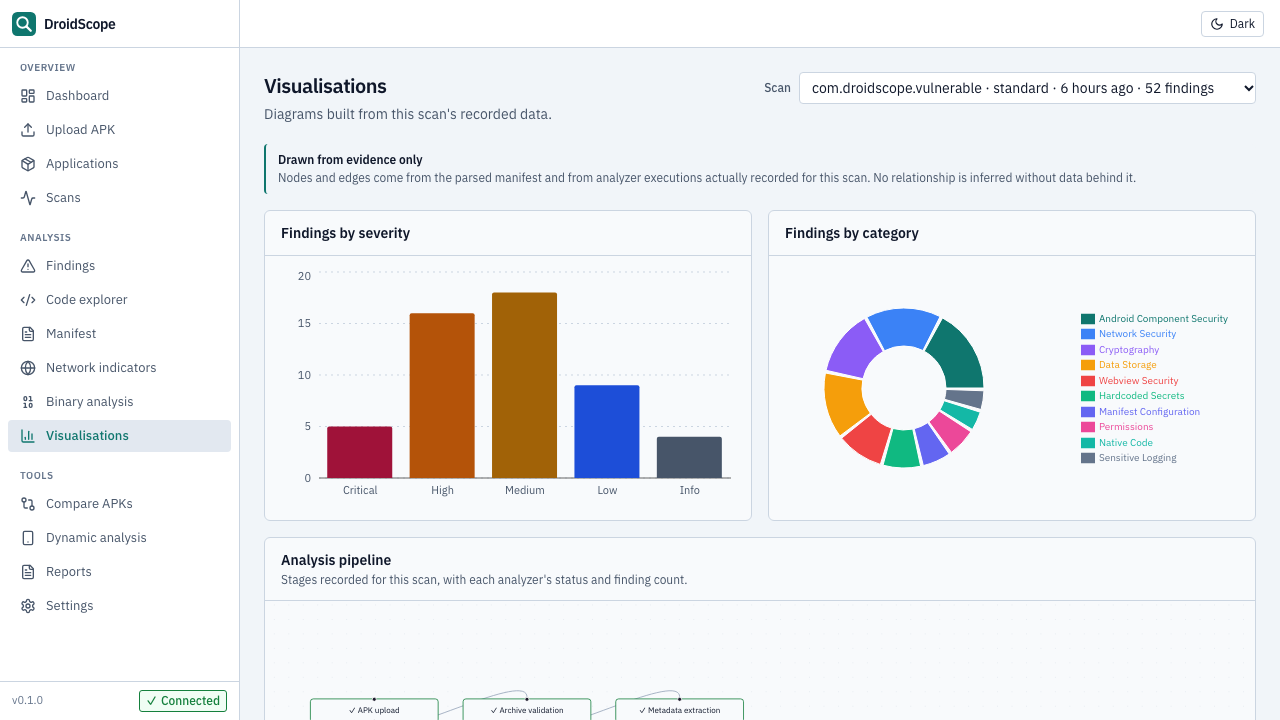 DroidScope
Dark
OVERVIEW
Dashboard
Upload APK
Applications
Scans
ANALYSIS
Findings
Code explorer
Manifest
Network indicators
Binary analysis
Visualisations
TOOLS
Compare APKs
Dynamic analysis
Reports
Settings
v0.1.0
✓ Connected
Visualisations
Diagrams built from this scan's recorded data.
Scan
com.droidscope.vulnerable · standard · 6 hours ago · 52 findings
Drawn from evidence only
Nodes and edges come from the parsed manifest and from analyzer executions actually recorded for this scan. No relationship is inferred without data behind it.
Findings by severity
20
15
10
5
0
Critical High Medium Low Info
Findings by category
Android Component Security
Network Security
Cryptography
Data Storage
Webview Security
Hardcoded Secrets
Manifest Configuration
Permissions
Native Code
Sensitive Logging
Analysis pipeline
Stages recorded for this scan, with each analyzer's status and finding count.
✓ APK upload
✓ Archive validation
✓ Metadata extraction